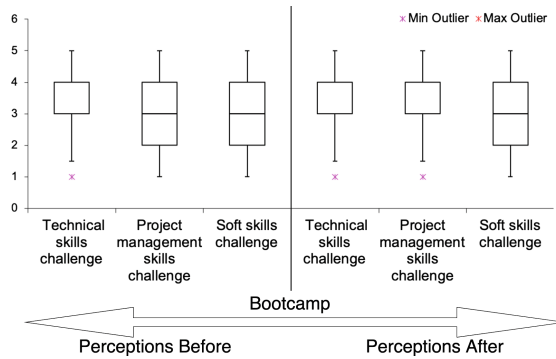 6
5
4
3
2
1
0
Min Outlier Max Outlier
Technical
skills
challenge
Project
management
skills
challenge
Soft skills
challenge
Technical
skills
challenge
Project
management
skills
challenge
Soft skills
challenge
Bootcamp
Perceptions Before
Perceptions After